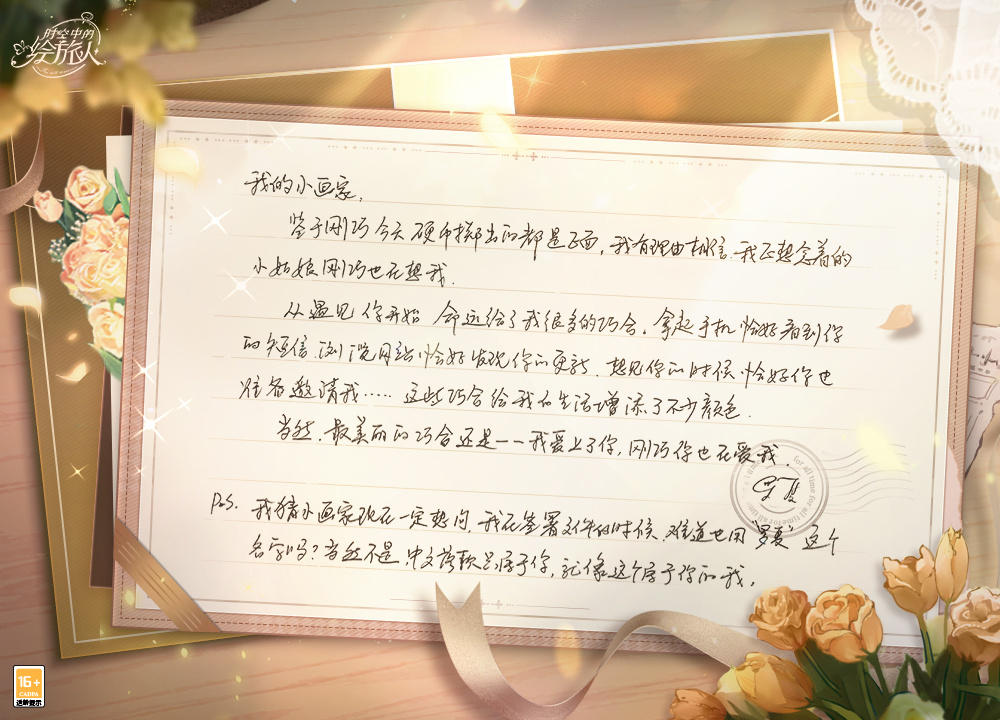 时空中的
绘旅人
我的小画家,
鉴于刚巧今天硬币掷出的都是正面,我有理由相信.我正想念着的
小姑娘刚巧也在想我.
从遇见你开始 命运给了我很多的巧合.拿起手机恰好看到你
的短信.浏览网站恰好发现你的更新.想见你的时候恰好你也
准备邀请我……这些巧合给我的生活增添了不少颜色.
当然.最美丽的巧合还是——我爱上了你,刚巧你也在爱我.
for all time for all time for all time
罗夏
P.S. 我猜小画家现在一定想问.我在签署文件的时候.难道也用“罗夏”这个
名字吗?当然不是.中文落款只属于你,就像这个属于你的我.
16+
CADPA
适龄提示